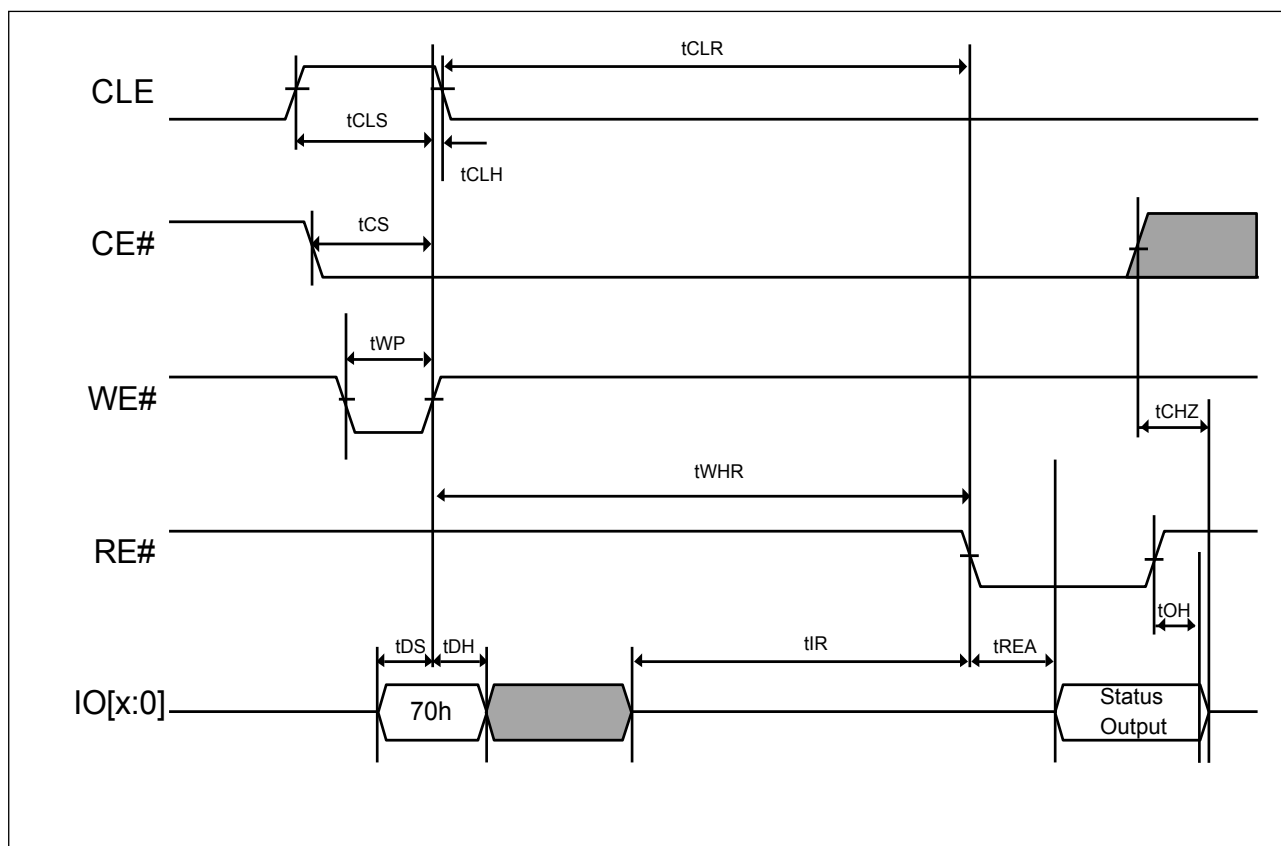 tCLR
CLE
tCLS
tCLH
tCS
CE#
tWP
WE#
tCHZ
tWHR
RE#
tOH
tDS
tDH
tIR
tREA
IO[x:0]
70h
Status
Output